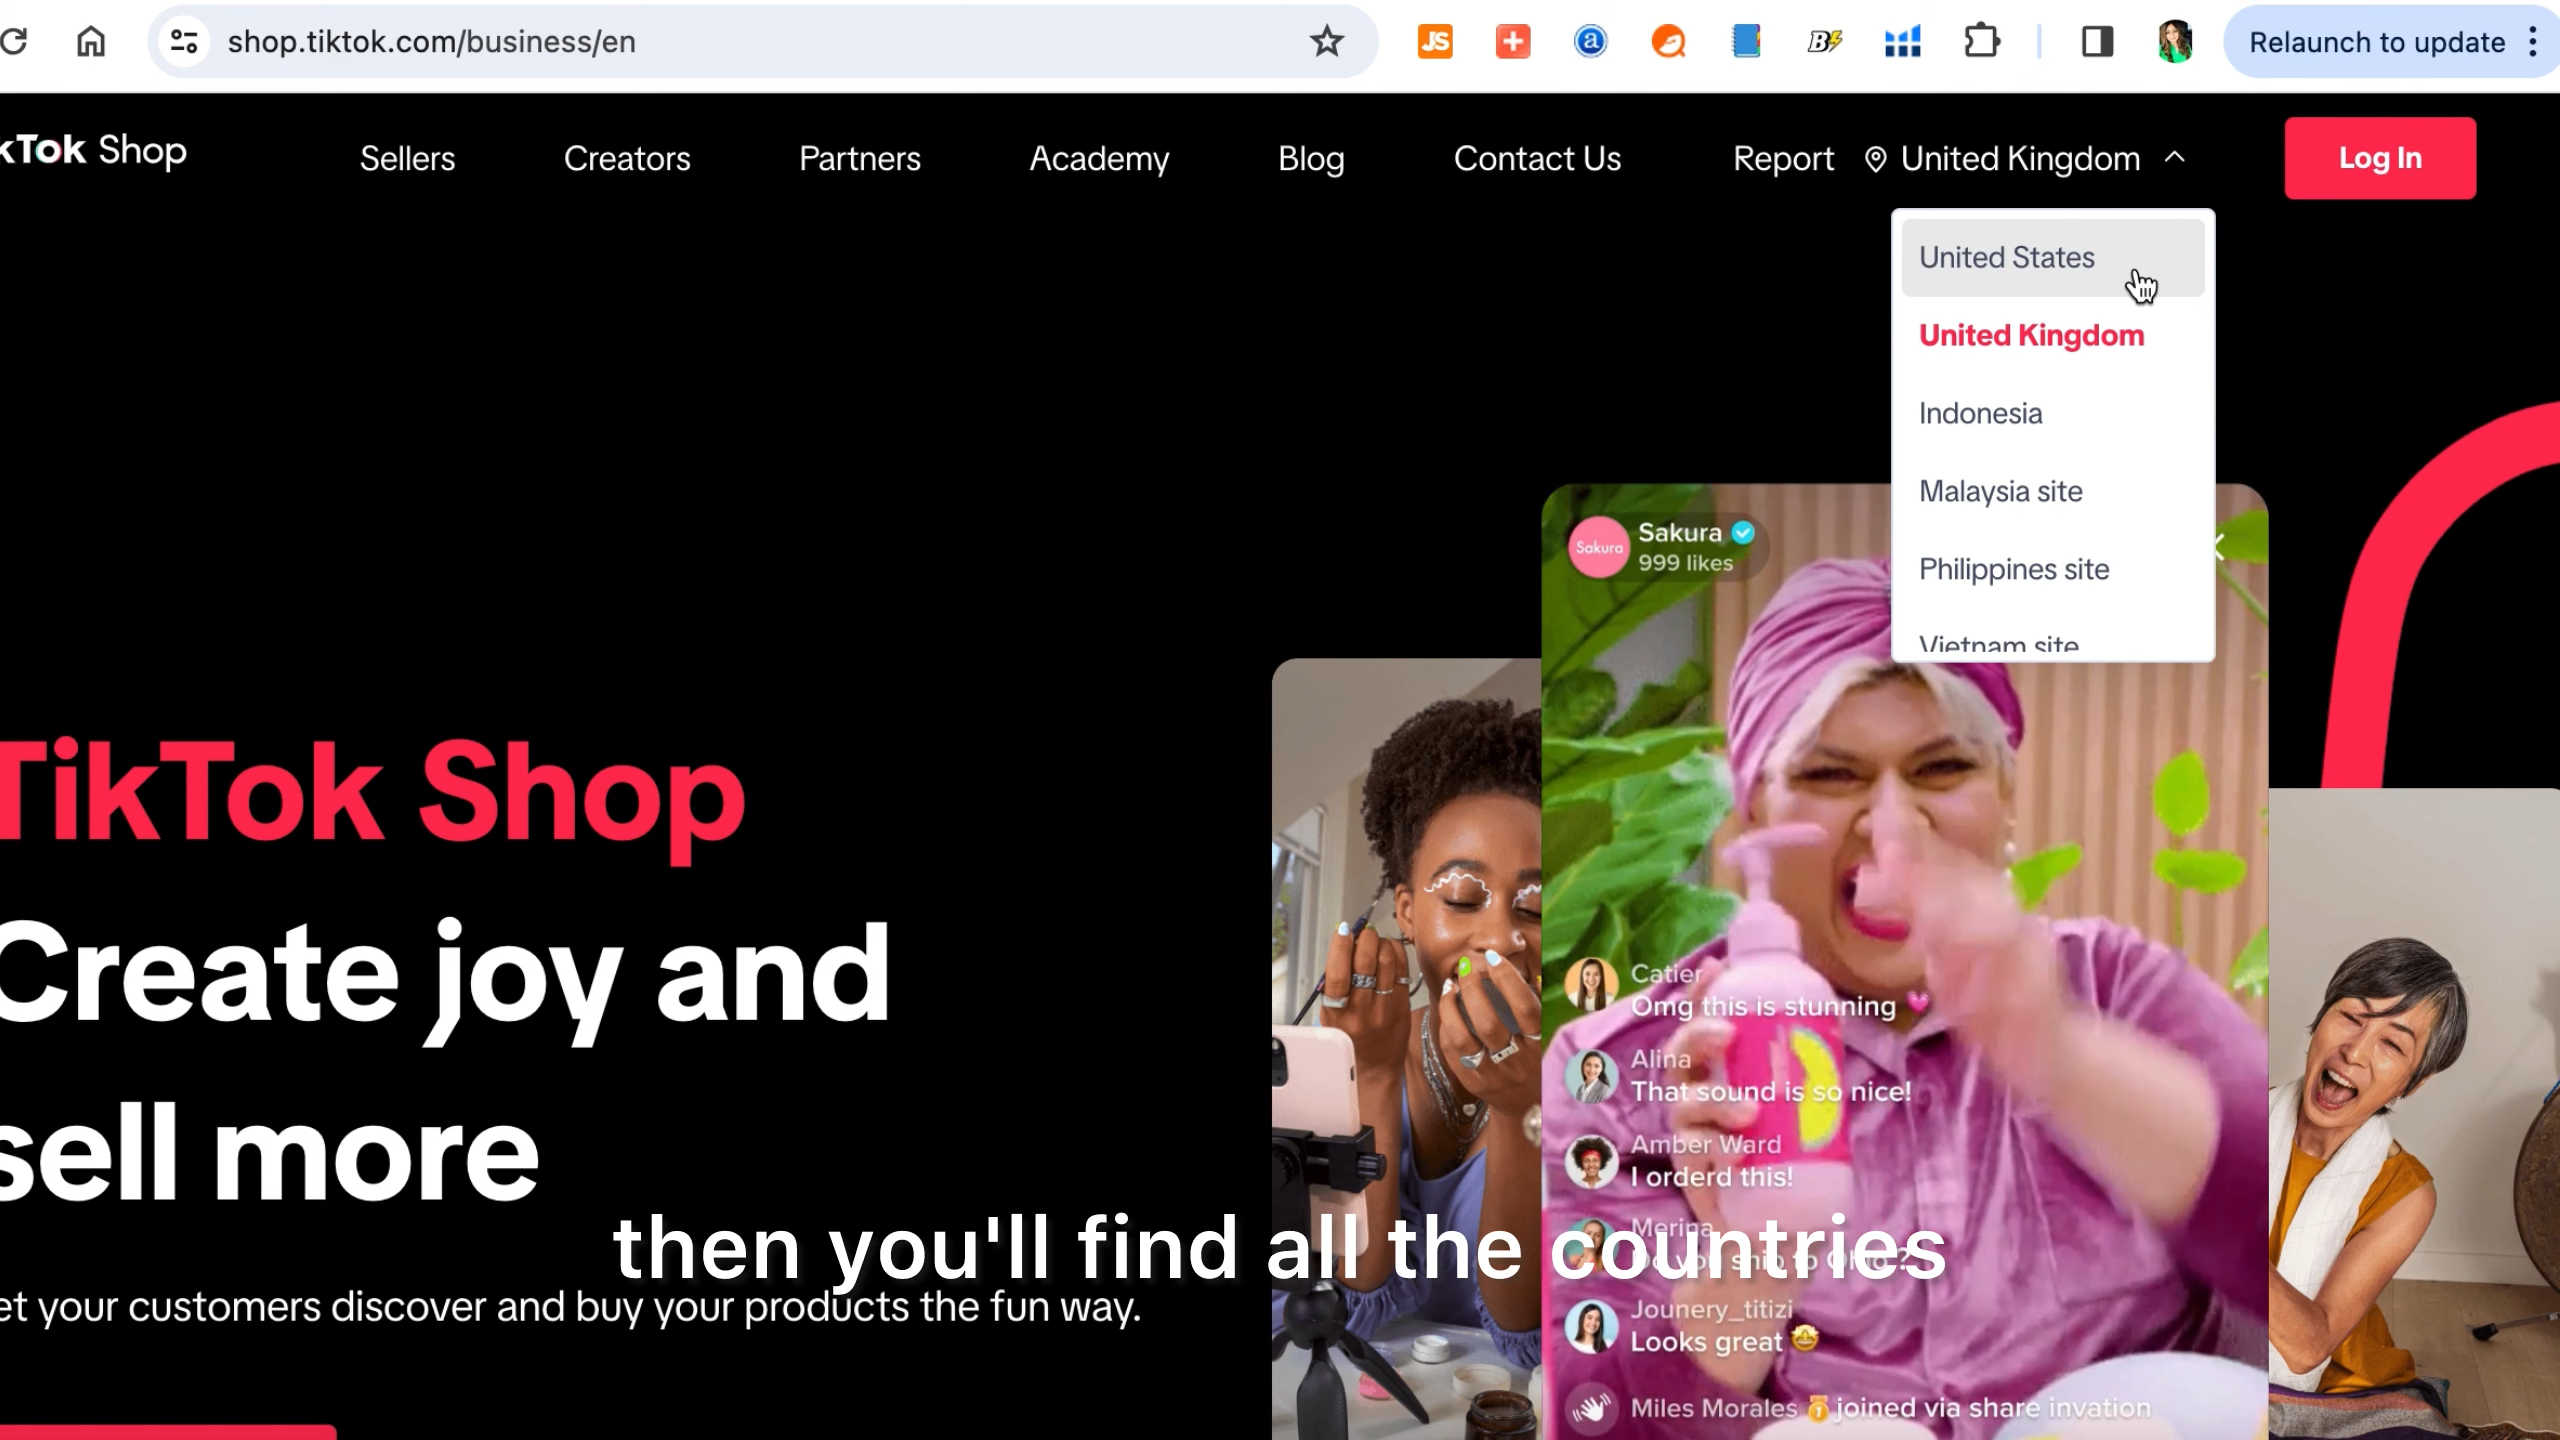 shop.tiktok.com/business/en
JS
a
B
Relaunch to update
kTok Shop
Sellers
Creators
Partners
Academy
Blog
Contact Us
Report
United Kingdom
Log In
United States
United Kingdom
Indonesia
Malaysia site
Philippines site
Vietnam site
TikTok Shop
Create joy and
sell more
et your customers discover and buy your products the fun way.
Sakura
Sakura
999 likes
Catier
Omg this is stunning 💗
Alina
That sound is so nice!
Amber Ward
I orderd this!
Merina
then you'll find all the countries
Jounery_titizi
Looks great 🤩
Miles Morales joined via share invation